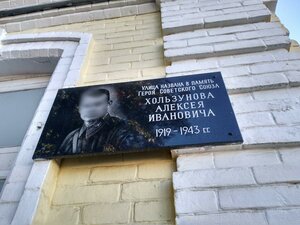 УЛИЦА НАЗВАНА В ПАМЯТЬ
ГЕРОЯ СОВЕТСКОГО СОЮЗА
ХОЛЬЗУНОВА
АЛЕКСЕЯ
ИВАНОВИЧА
1919-1943 гг.